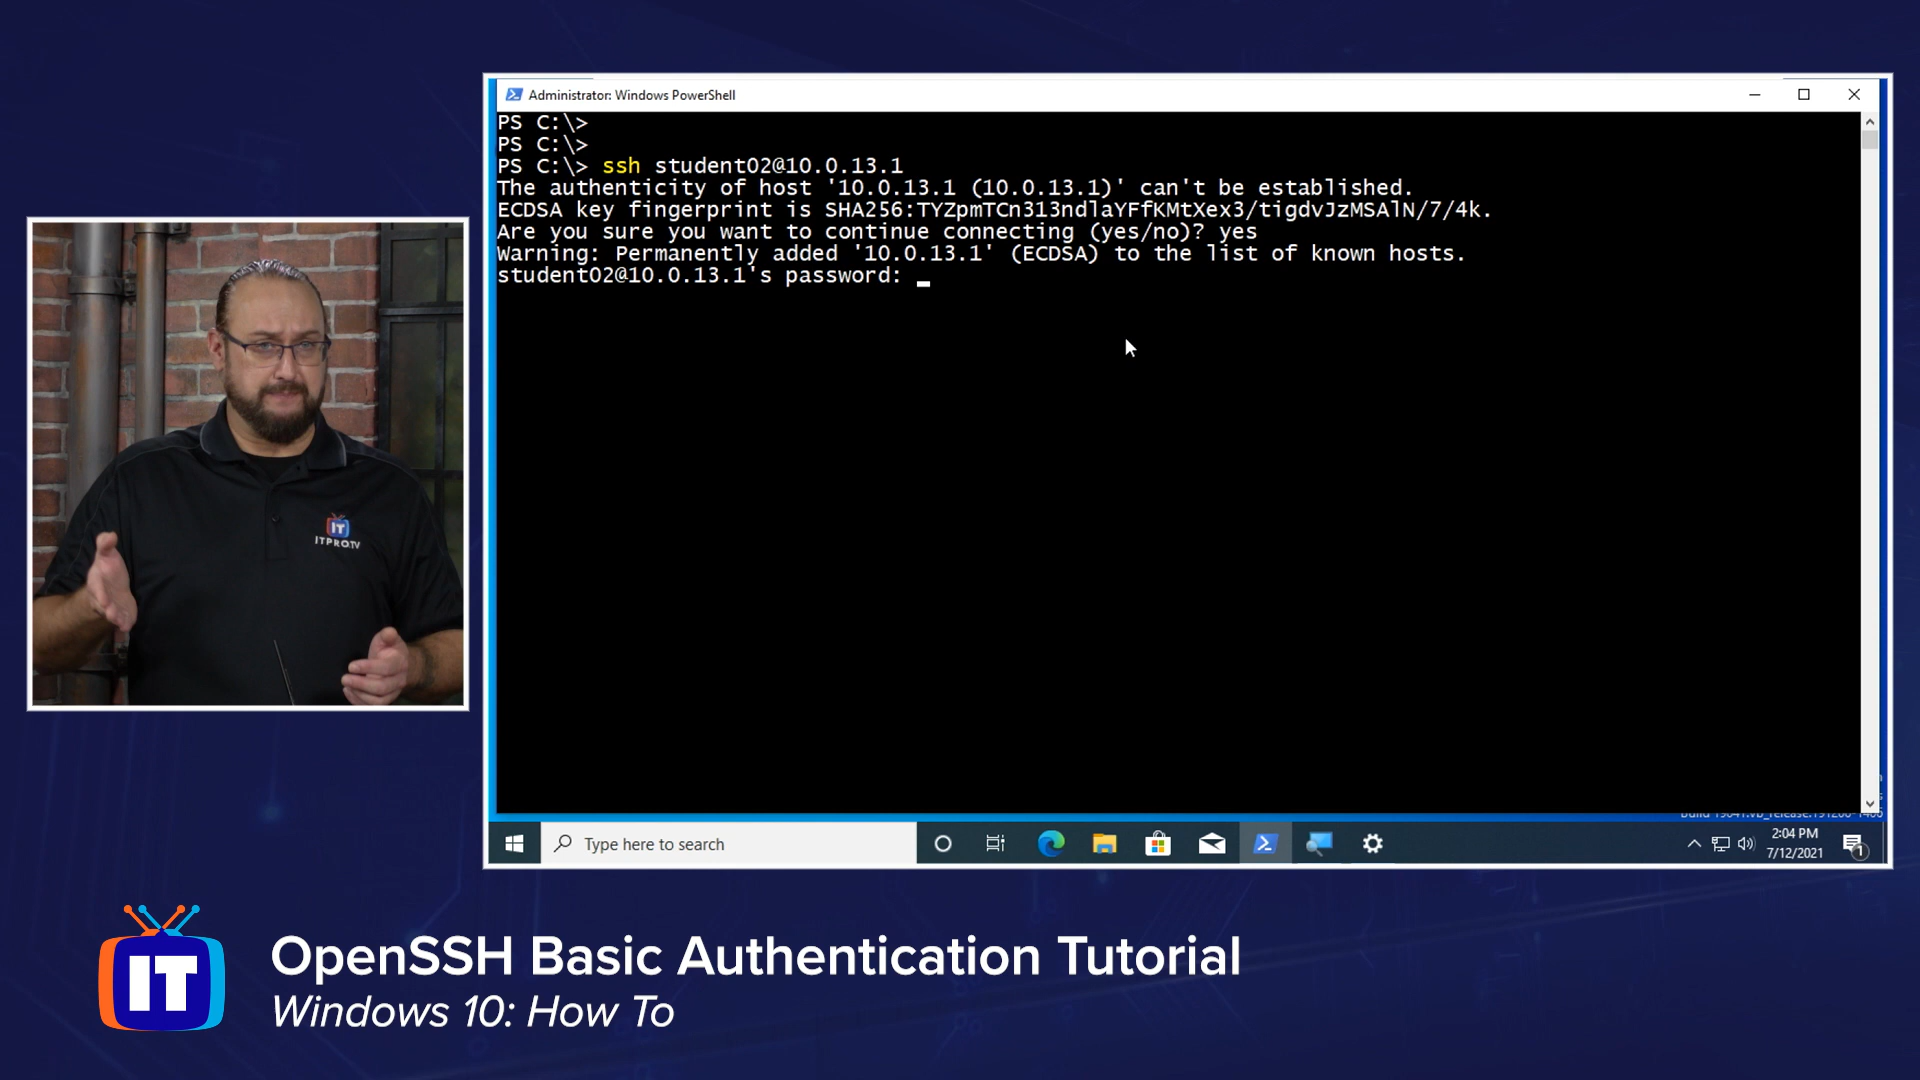 Administrator: Windows PowerShell
PS C:\>
PS C:\>
PS C:\> ssh student02@10.0.13.1
The authenticity of host '10.0.13.1 (10.0.13.1)' can't be established.
ECDSA key fingerprint is SHA256:TYZpmTCn313ndlaYFfKMtXex3/tigdvJzMSAlN/7/4k.
Are you sure you want to continue connecting (yes/no)? yes
Warning: Permanently added '10.0.13.1' (ECDSA) to the list of known hosts.
student02@10.0.13.1's password:
IT
ITPRO.TV
Type here to search
2:04 PM
7/12/2021
1
IT
OpenSSH Basic Authentication Tutorial
Windows 10: How To